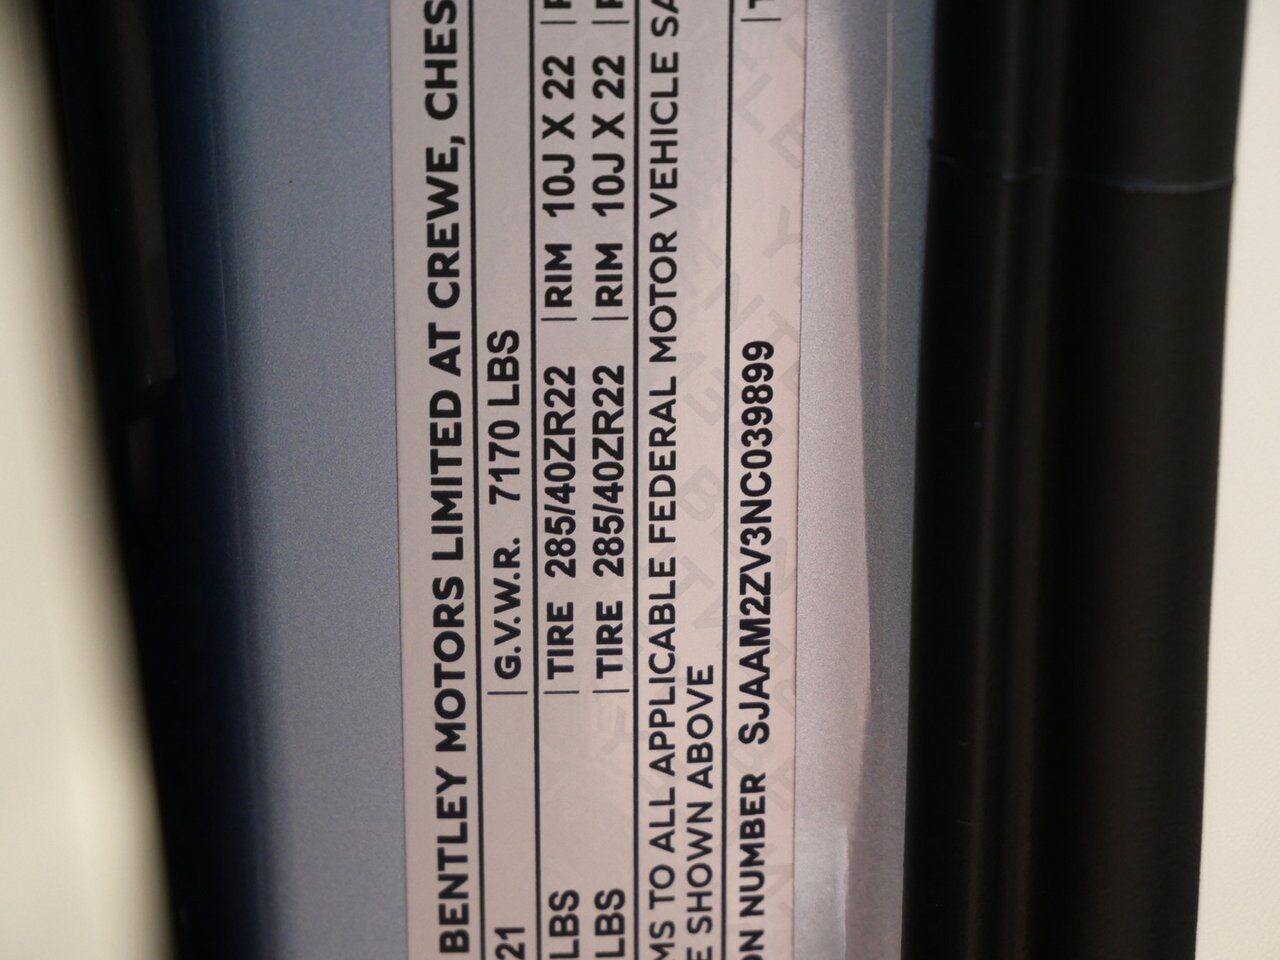 BENTLEY MOTORS LIMITED AT CREWE, CHES
21 | G.V.W.R. 7170 LBS
LBS | TIRE 285/40ZR22 | RIM 10J X 22 |
LBS | TIRE 285/40ZR22 | RIM 10J X 22 |
MS TO ALL APPLICABLE FEDERAL MOTOR VEHICLE SA
E SHOWN ABOVE
ON NUMBER SJAAM2ZV3NC039899 | T